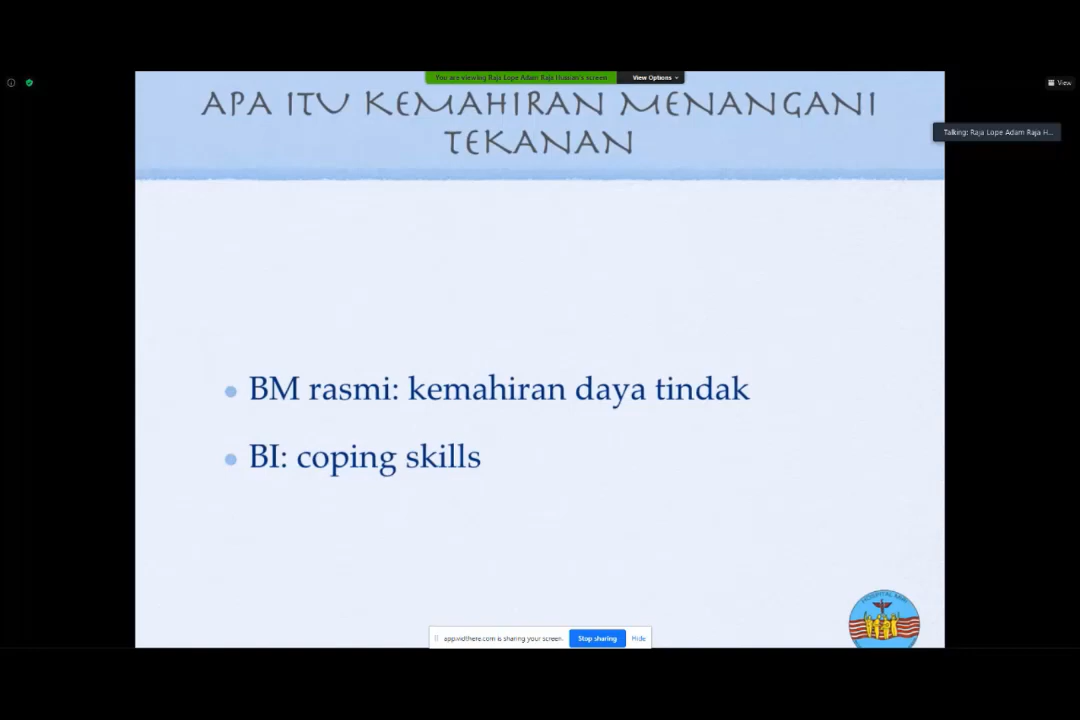 You are viewing Raja Lope Adam Raja Hussian's screen
View Options
View
APA ITU KEMAHIRAN MENANGANI
TEKANAN
Talking: Raja Lope Adam Raja H...
BM rasmi: kemahiran daya tindak
BI: coping skills
app.vidthere.com is sharing your screen.
Stop sharing
Hide